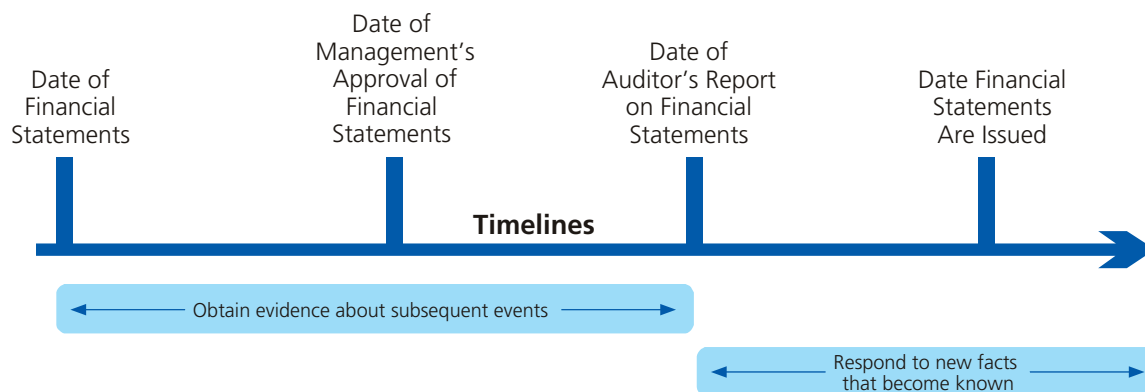 Date of
Financial
Statements
Date of
Management’s
Approval of
Financial
Statements
Date of
Auditor’s Report
on Financial
Statements
Date Financial
Statements
Are Issued
Timelines
Obtain evidence about subsequent events
Respond to new facts
that become known